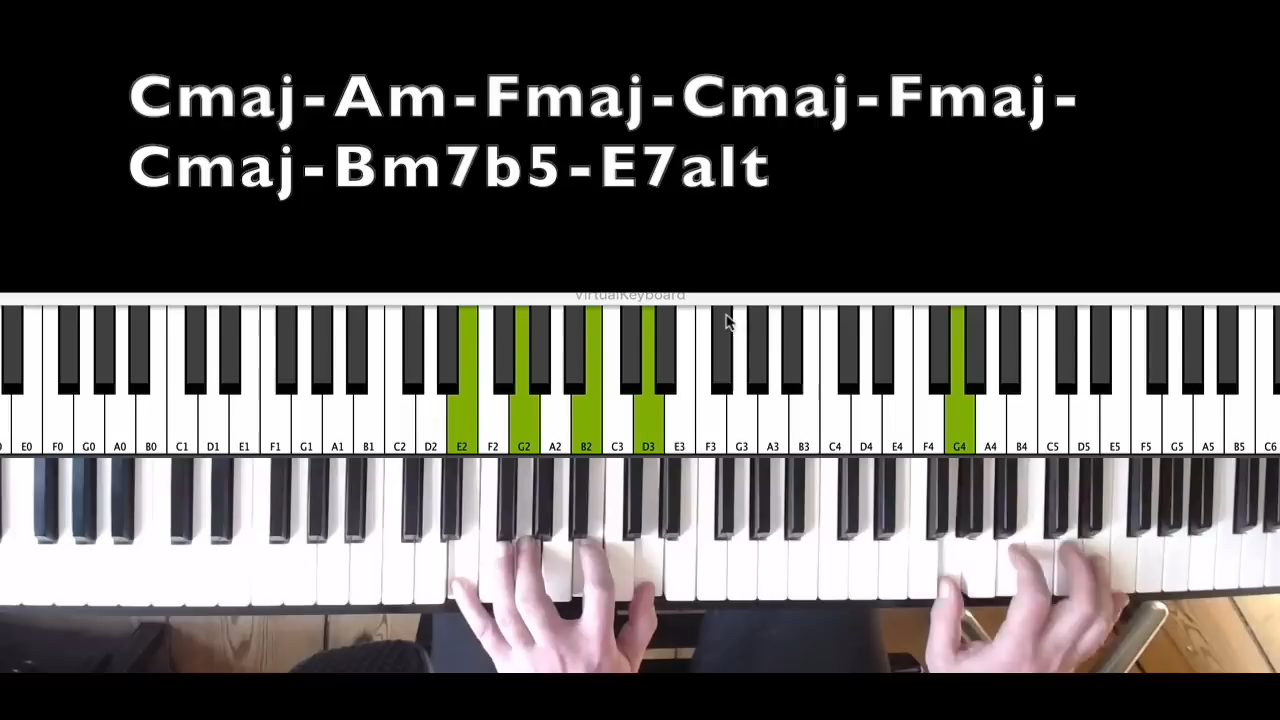 Cmaj-Am-Fmaj-Cmaj-Fmaj-
Cmaj-Bm7b5-E7alt
VirtualKeyboard
E0 F0 G0 A0 B0 C1 D1 E1 F1 G1 A1 B1 C2 D2 E2 F2 G2 A2 B2 C3 D3 E3 F3 G3 A3 B3 C4 D4 E4 F4 G4 A4 B4 C5 D5 E5 F5 G5 A5 B5 C6